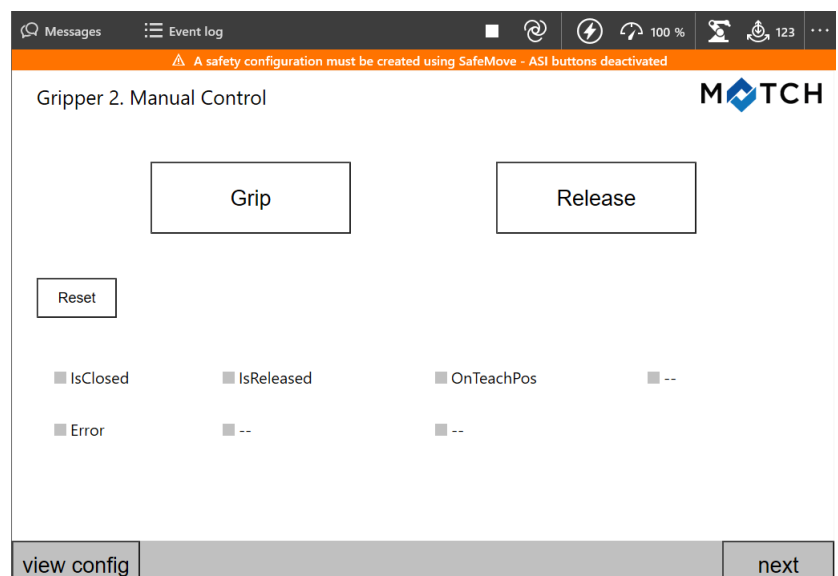 Messages
Event log
100 %
123
A safety configuration must be created using SafeMove - ASI buttons deactivated
Gripper 2. Manual Control
MATCH
Grip
Release
Reset
IsClosed
IsReleased
OnTeachPos
--
Error
--
--
view config
next